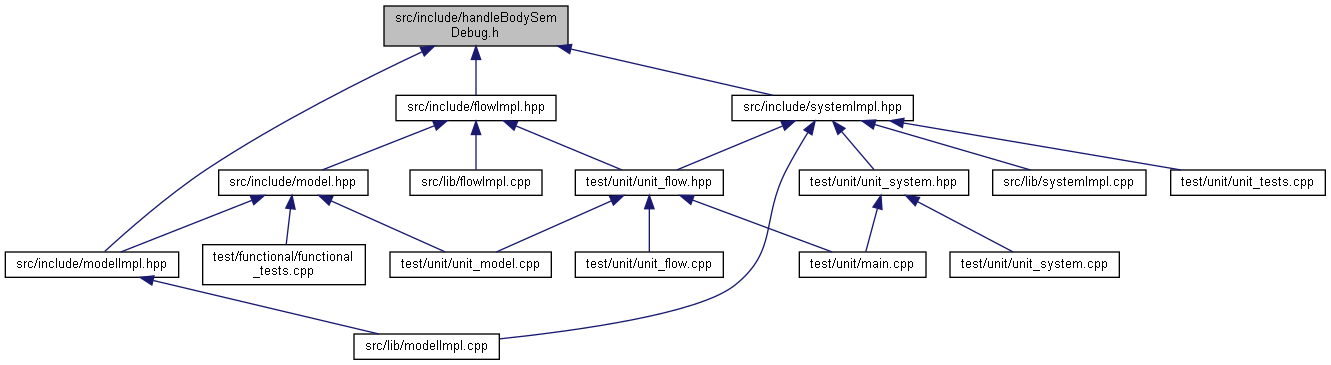 src/include/handleBodySem
Debug.h
src/include/flowImpl.hpp
src/include/systemImpl.hpp
src/include/model.hpp
src/lib/flowImpl.cpp
test/unit/unit_flow.hpp
test/unit/unit_system.hpp
src/lib/systemImpl.cpp
test/unit/unit_tests.cpp
src/include/modelImpl.hpp
test/functional/functional
_tests.cpp
test/unit/unit_model.cpp
test/unit/unit_flow.cpp
test/unit/main.cpp
test/unit/unit_system.cpp
src/lib/modelImpl.cpp